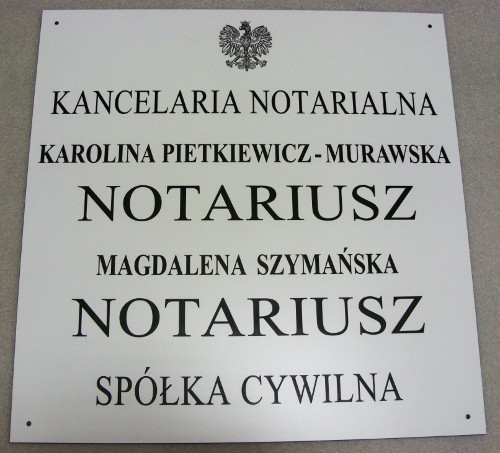 KANCELARIA NOTARIALNA
KAROLINA PIETKIEWICZ-MURAWSKA
NOTARIUSZ
MAGDALENA SZYMAŃSKA
NOTARIUSZ
SPÓŁKA CYWILNA